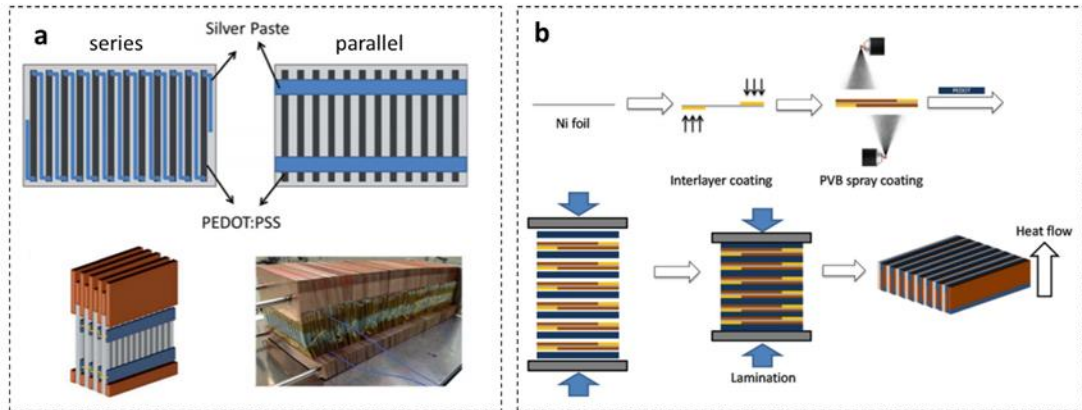 a
series
Silver Paste
parallel
PEDOT:PSS
b
Ni foil
Interlayer coating
PVB spray coating
PEDOT
Lamination
Heat flow